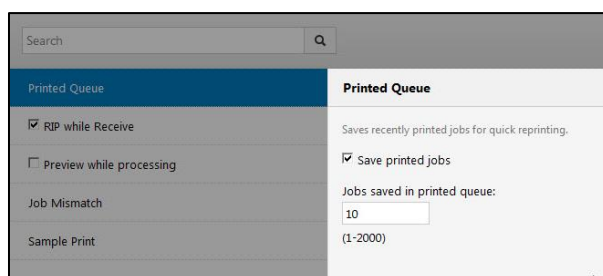 Search
Printed Queue
RIP while Receive
Preview while processing
Job Mismatch
Sample Print
Printed Queue
Saves recently printed jobs for quick reprinting.
Save printed jobs
Jobs saved in printed queue:
10
(1-2000)